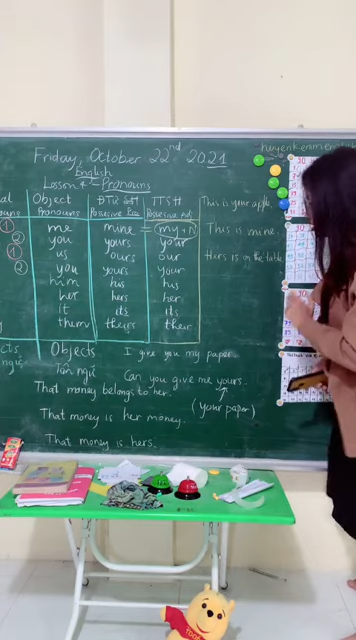 Friday, October 22nd 2021
English
Lesson 4 - Pronouns
Object Pronouns
ĐTSH
TTSH
Possessive Adj
me mine = my + N
you yours your
us ours our
you yours your
him his his
her hers her
it its its
them theirs their
This is your apple
This is mine.
Hers is on the table
Objects
Tân ngữ
I give you my paper.
Can you give me yours.
(your paper)
That money belongs to her.
That money is her money.
That money is hers.